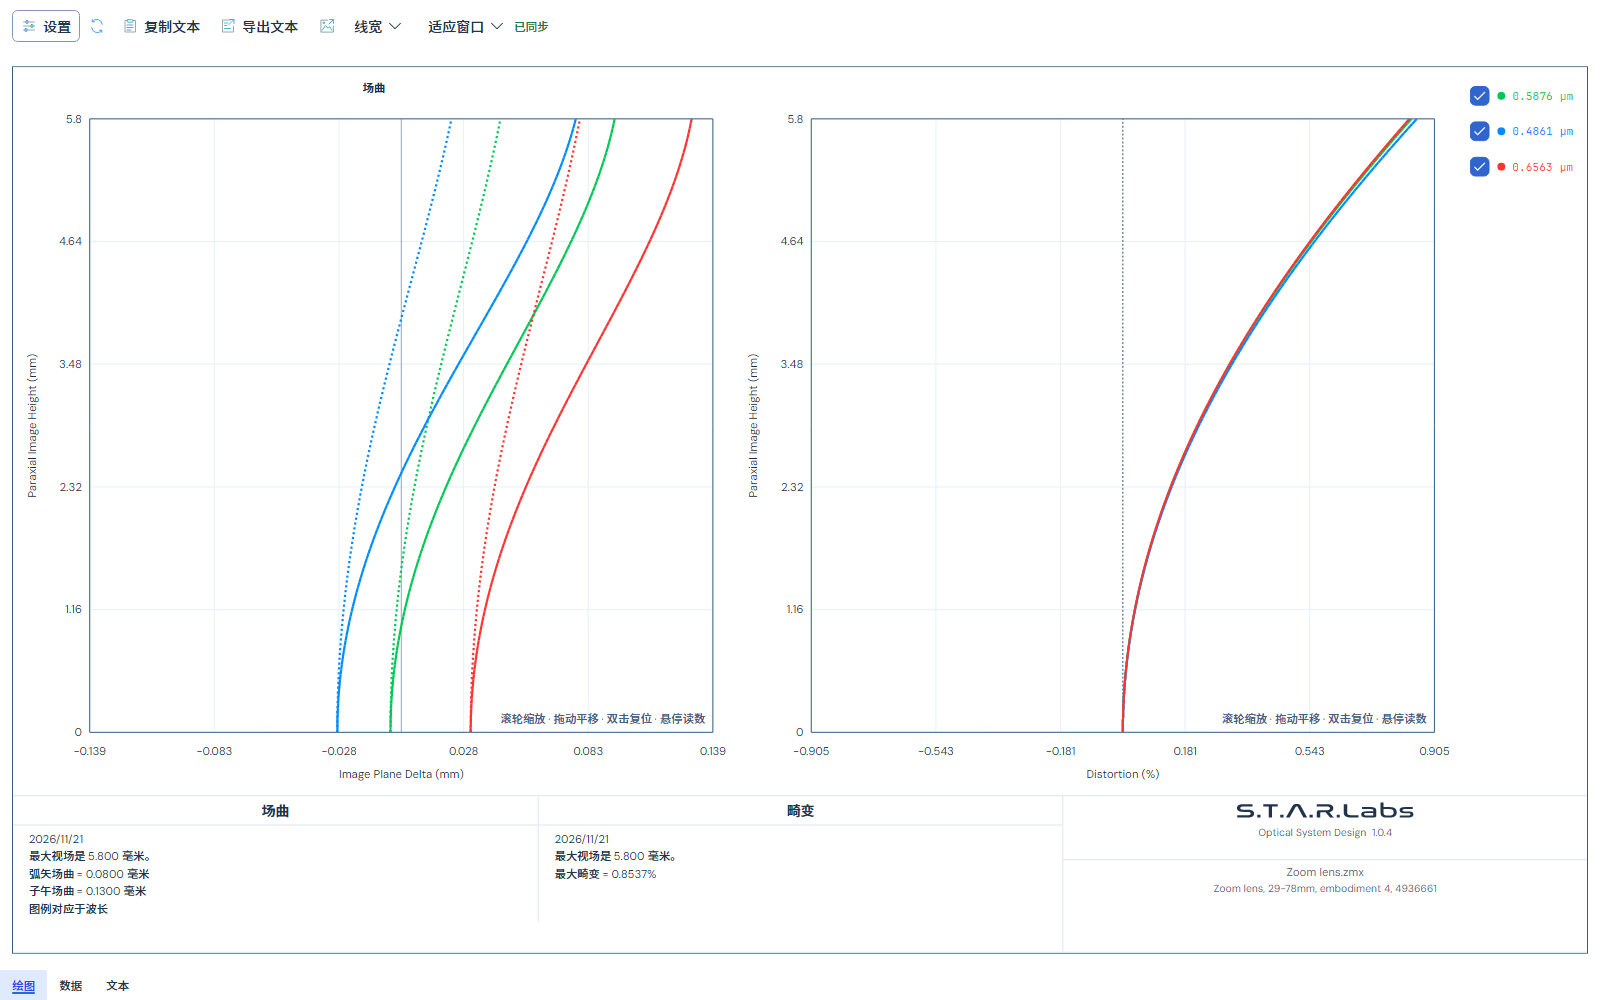 设置
复制文本
导出文本
线宽
适应窗口
已同步
场曲
0.5876 μm
0.4861 μm
0.6563 μm
5.8
4.64
3.48
2.32
1.16
0
Paraxial Image Height (mm)
滚轮缩放 · 拖动平移 · 双击复位 · 悬停读数
-0.139
-0.083
-0.028
0.028
0.083
0.139
Image Plane Delta (mm)
5.8
4.64
3.48
2.32
1.16
0
Paraxial Image Height (mm)
滚轮缩放 · 拖动平移 · 双击复位 · 悬停读数
-0.905
-0.543
-0.181
0.181
0.543
0.905
Distortion (%)
场曲
2026/11/21
最大视场是 5.800 毫米。
弧矢场曲 = 0.0800 毫米
子午场曲 = 0.1300 毫米
图例对应于波长
畸变
2026/11/21
最大视场是 5.800 毫米。
最大畸变 = 0.8537%
S.T.A.R.Labs
Optical System Design 1.0.4
Zoom lens.zmx
Zoom lens, 29-78mm, embodiment 4, 4936661
绘图
数据
文本